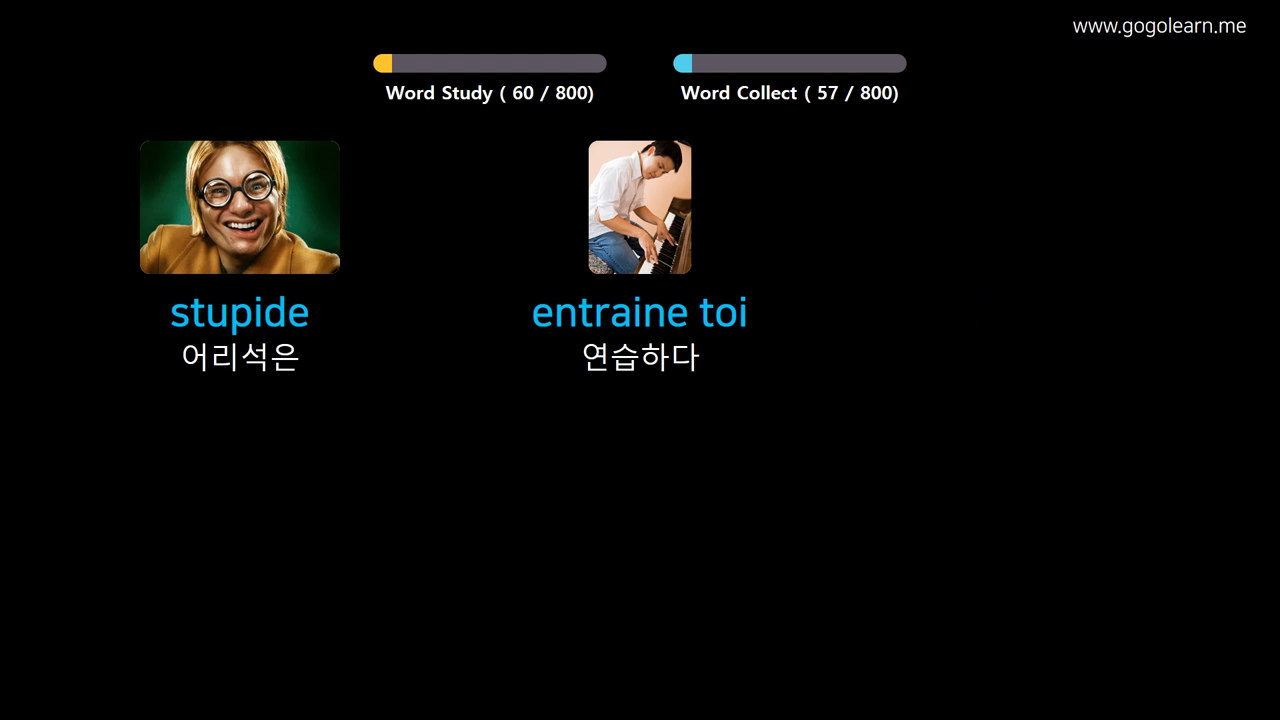 www.gogolearn.me
Word Study ( 60 / 800)
Word Collect ( 57 / 800)
stupide
어리석은
entraine toi
연습하다